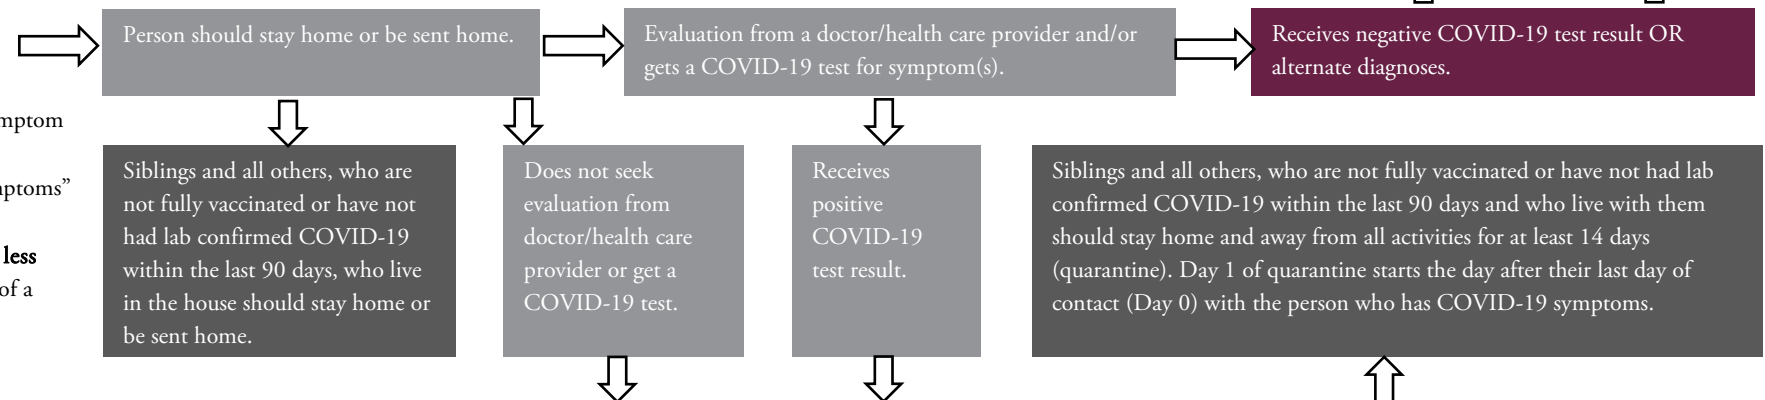 Person should stay home or be sent home.
Evaluation from a doctor/health care provider and/or
gets a COVID-19 test for symptom(s).
Receives negative COVID-19 test result OR
alternate diagnoses.
mptom
mptoms”
less
of a
Siblings and all others, who are
not fully vaccinated or have not
had lab confirmed COVID-19
within the last 90 days, who live
in the house should stay home or
be sent home.
Does not seek
evaluation from
doctor/health care
provider or get a
COVID-19 test.
Receives
positive
COVID-19
test result.
Siblings and all others, who are not fully vaccinated or have not had lab
confirmed COVID-19 within the last 90 days and who live with them
should stay home and away from all activities for at least 14 days
(quarantine). Day 1 of quarantine starts the day after their last day of
contact (Day 0) with the person who has COVID-19 symptoms.